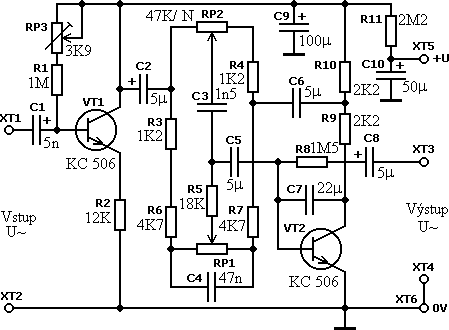 47K/ N
RP2
C9
100µ
R11
2M2
RP3
3K9
XT5
+U
C10
50µ
R1
1M
C2
5µ
R4
1K2
R10
2K2
C6
5µ
XT1
C1
5n
VT1
KC 506
C3
1n5
R3
1K2
R9
2K2
C5
5µ
R8
1M5
C8
5µ
XT3
R5
18K
C7
22µ
R2
12K
R6
4K7
R7
4K7
VT2
KC 506
Vstup
U~
Výstup
U~
RP1
C4
47n
XT4
XT2
XT6
0V